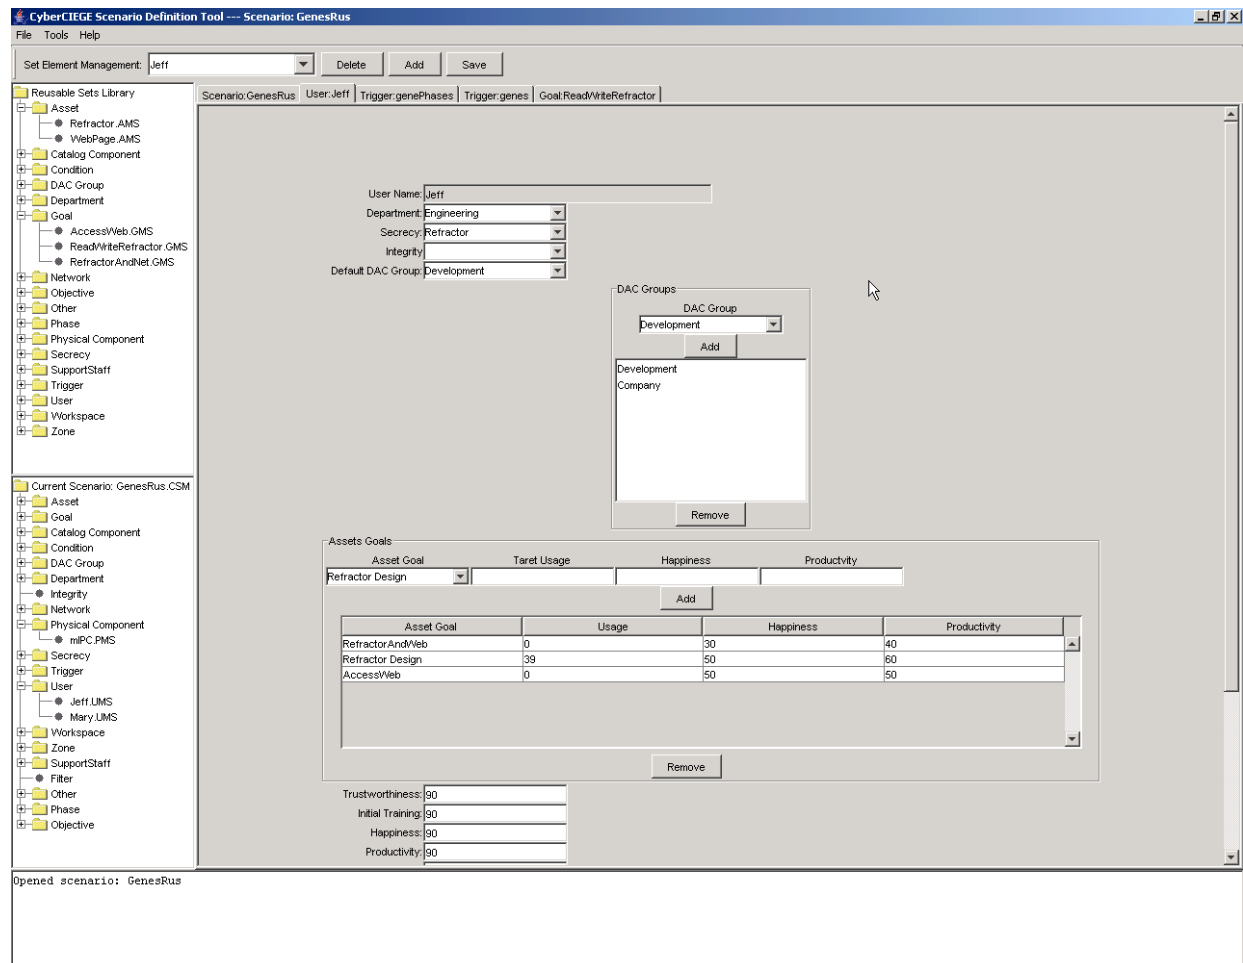 CyberCIEGE Scenario Definition Tool --- Scenario: GenesRus
File Tools Help
Set Element Management: Jeff Delete Add Save
Reusable Sets Library
Asset
Refractor.AMS
WebPage.AMS
Catalog Component
Condition
DAC Group
Department
Goal
AccessWeb.GMS
ReadWriteRefractor.GMS
RefractorAndNet.GMS
Network
Objective
Other
Phase
Physical Component
Secrecy
SupportStaff
Trigger
User
Workspace
Zone
Current Scenario: GenesRus.CSM
Asset
Goal
Catalog Component
Condition
DAC Group
Department
Integrity
Network
Physical Component
mIPC.PMS
Secrecy
Trigger
User
Jeff.UMS
Mary.UMS
Workspace
Zone
SupportStaff
Filter
Other
Phase
Objective
Scenario:GenesRus User:Jeff Trigger:genePhases Trigger:genes Goal:ReadWriteRefractor
User Name: Jeff
Department: Engineering
Secrecy: Refractor
Integrity
Default DAC Group: Development
DAC Groups
DAC Group
Development
Add
Development
Company
Remove
Assets Goals
Asset Goal Taret Usage Happiness Productvity
Refractor Design
Add
Asset Goal Usage Happiness Productivity
RefractorAndWeb 0 30 40
Refractor Design 39 50 60
AccessWeb 0 50 50
Remove
Trustworthiness: 90
Initial Training: 90
Happiness: 90
Productivity: 90
Opened scenario: GenesRus